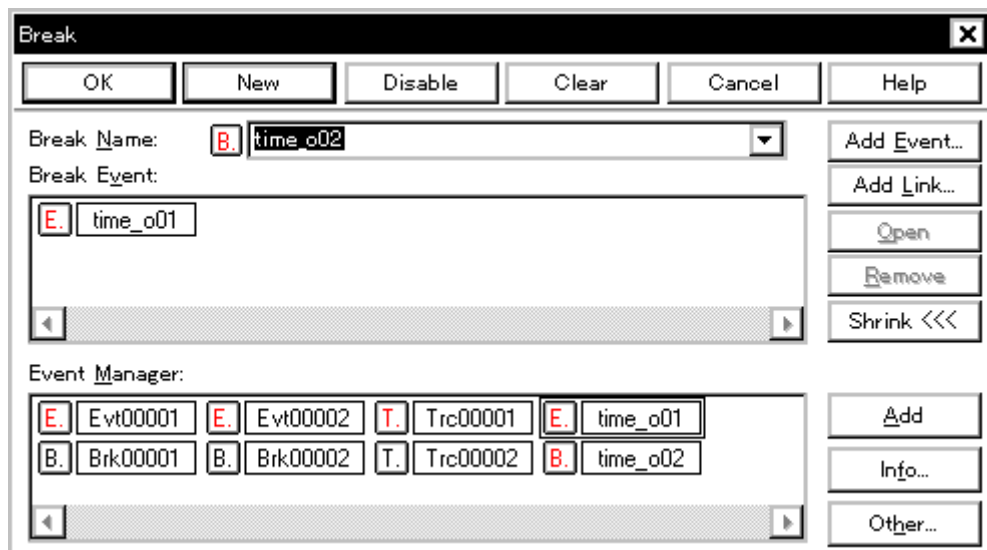 Break
OK New Disable Clear Cancel Help
Break Name: B. time_o02 Add Event...
Break Event: Add Link...
E. time_o01 Open
Remove
Shrink <<<
Event Manager:
E. Evt00001 E. Evt00002 T. Trc00001 E. time_o01 Add
B. Brk00001 B. Brk00002 T. Trc00002 B. time_o02 Info...
Other...